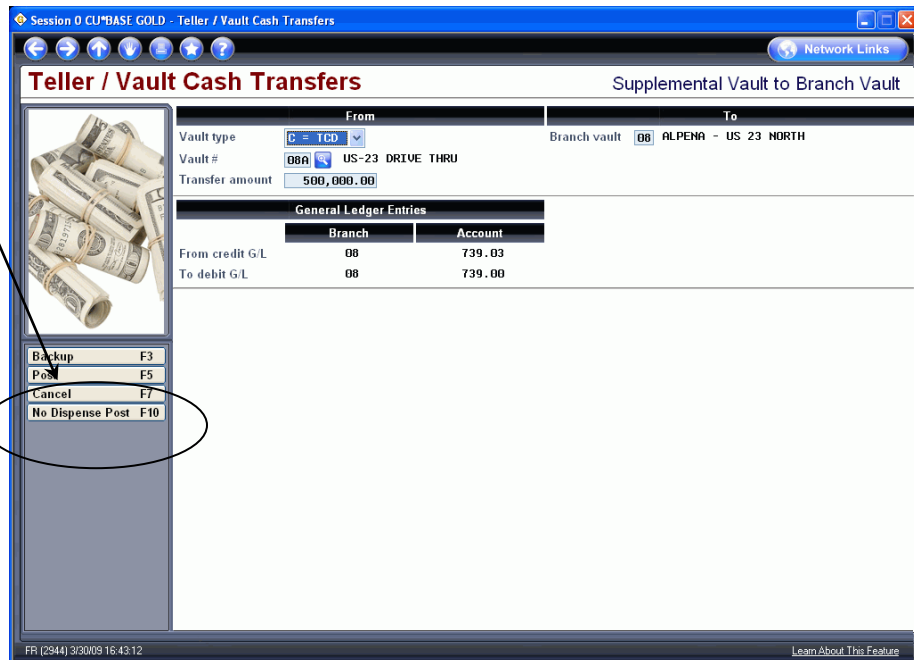 Session 0 CU*BASE GOLD - Teller / Vault Cash Transfers
Network Links
Teller / Vault Cash Transfers
Supplemental Vault to Branch Vault
From
To
Vault type C = TCD
Branch vault 08 ALPENA - US 23 NORTH
Vault # 08A US-23 DRIVE THRU
Transfer amount 500,000.00
General Ledger Entries
Branch Account
From credit G/L 08 739.03
To debit G/L 08 739.00
Backup F3
Post F5
Cancel F7
No Dispense Post F10
FR (2944) 3/30/09 16:43:12
Learn About This Feature